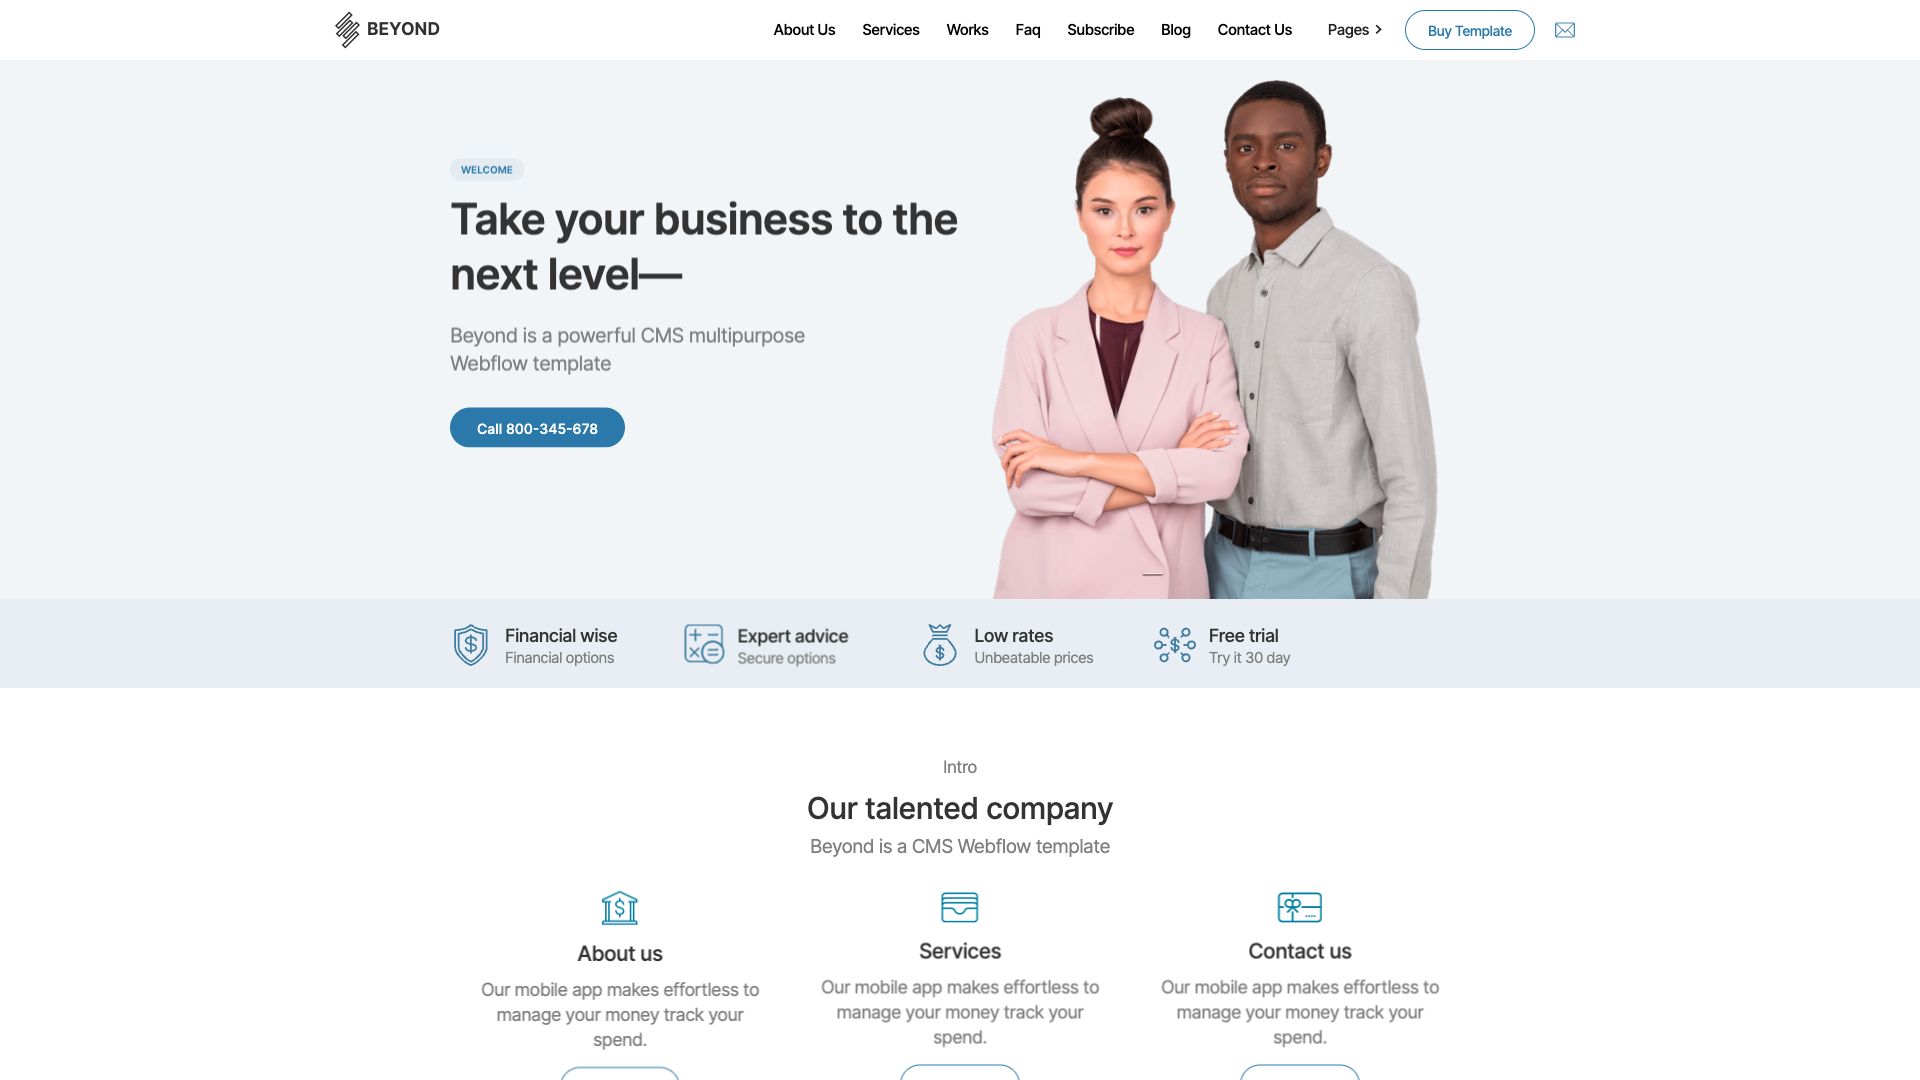 BEYOND
About Us
Services
Works
Faq
Subscribe
Blog
Contact Us
Pages
Buy Template
WELCOME
Take your business to the
next level—
Beyond is a powerful CMS multipurpose
Webflow template
Call 800-345-678
Financial wise
Financial options
Expert advice
Secure options
Low rates
Unbeatable prices
Free trial
Try it 30 day
Intro
Our talented company
Beyond is a CMS Webflow template
About us
Our mobile app makes effortless to
manage your money track your
spend.
Services
Our mobile app makes effortless to
manage your money track your
spend.
Contact us
Our mobile app makes effortless to
manage your money track your
spend.